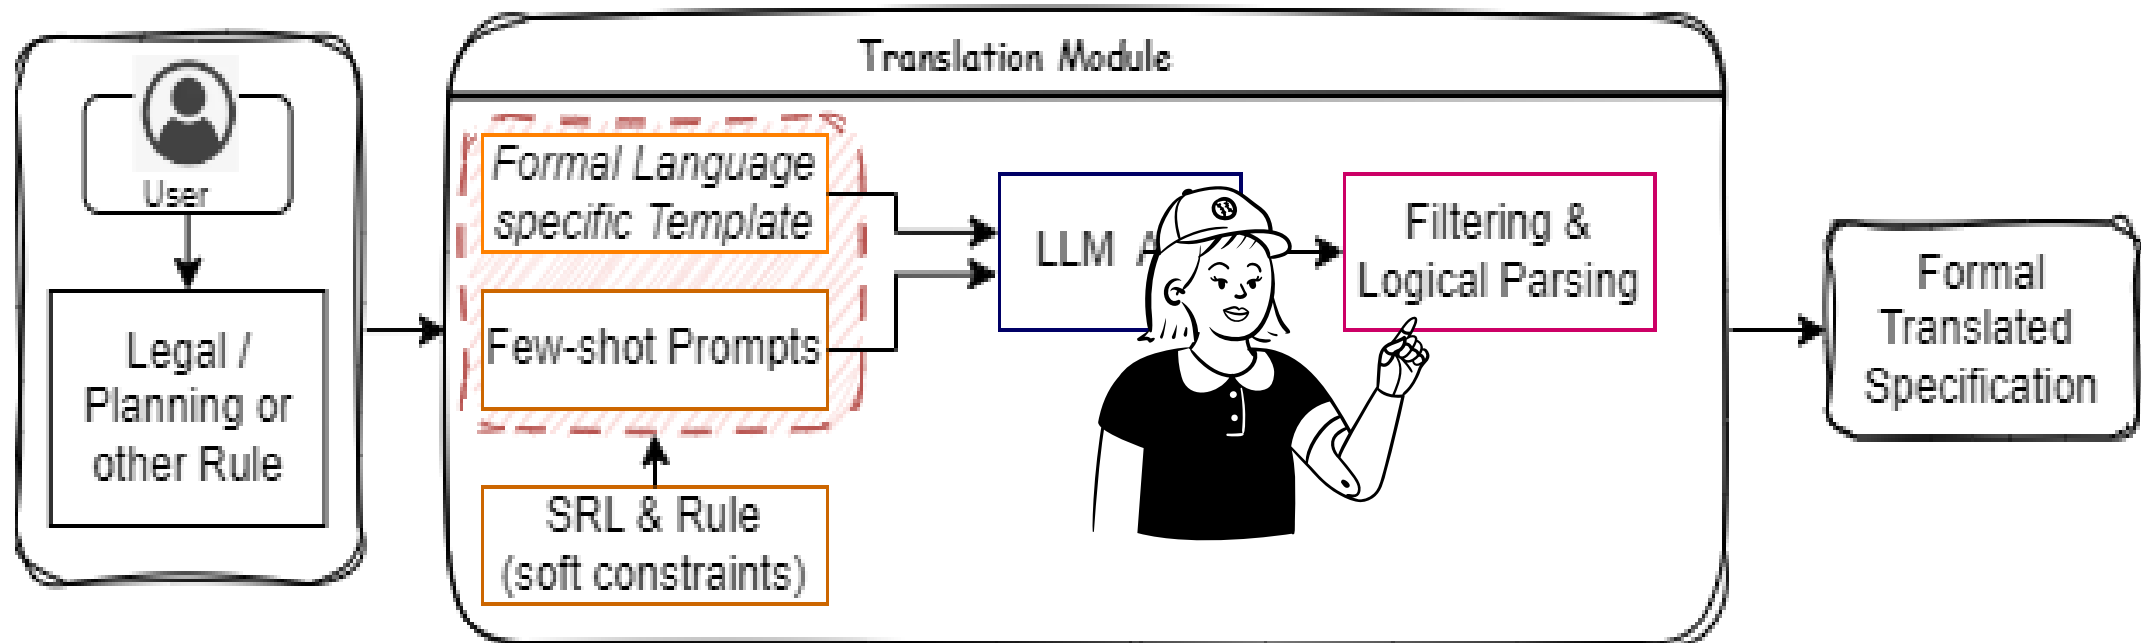 Translation Module
User
Legal /
Planning or
other Rule
Formal Language
specific Template
Few-shot Prompts
SRL & Rule
(soft constraints)
LLM
Filtering &
Logical Parsing
Formal
Translated
Specification